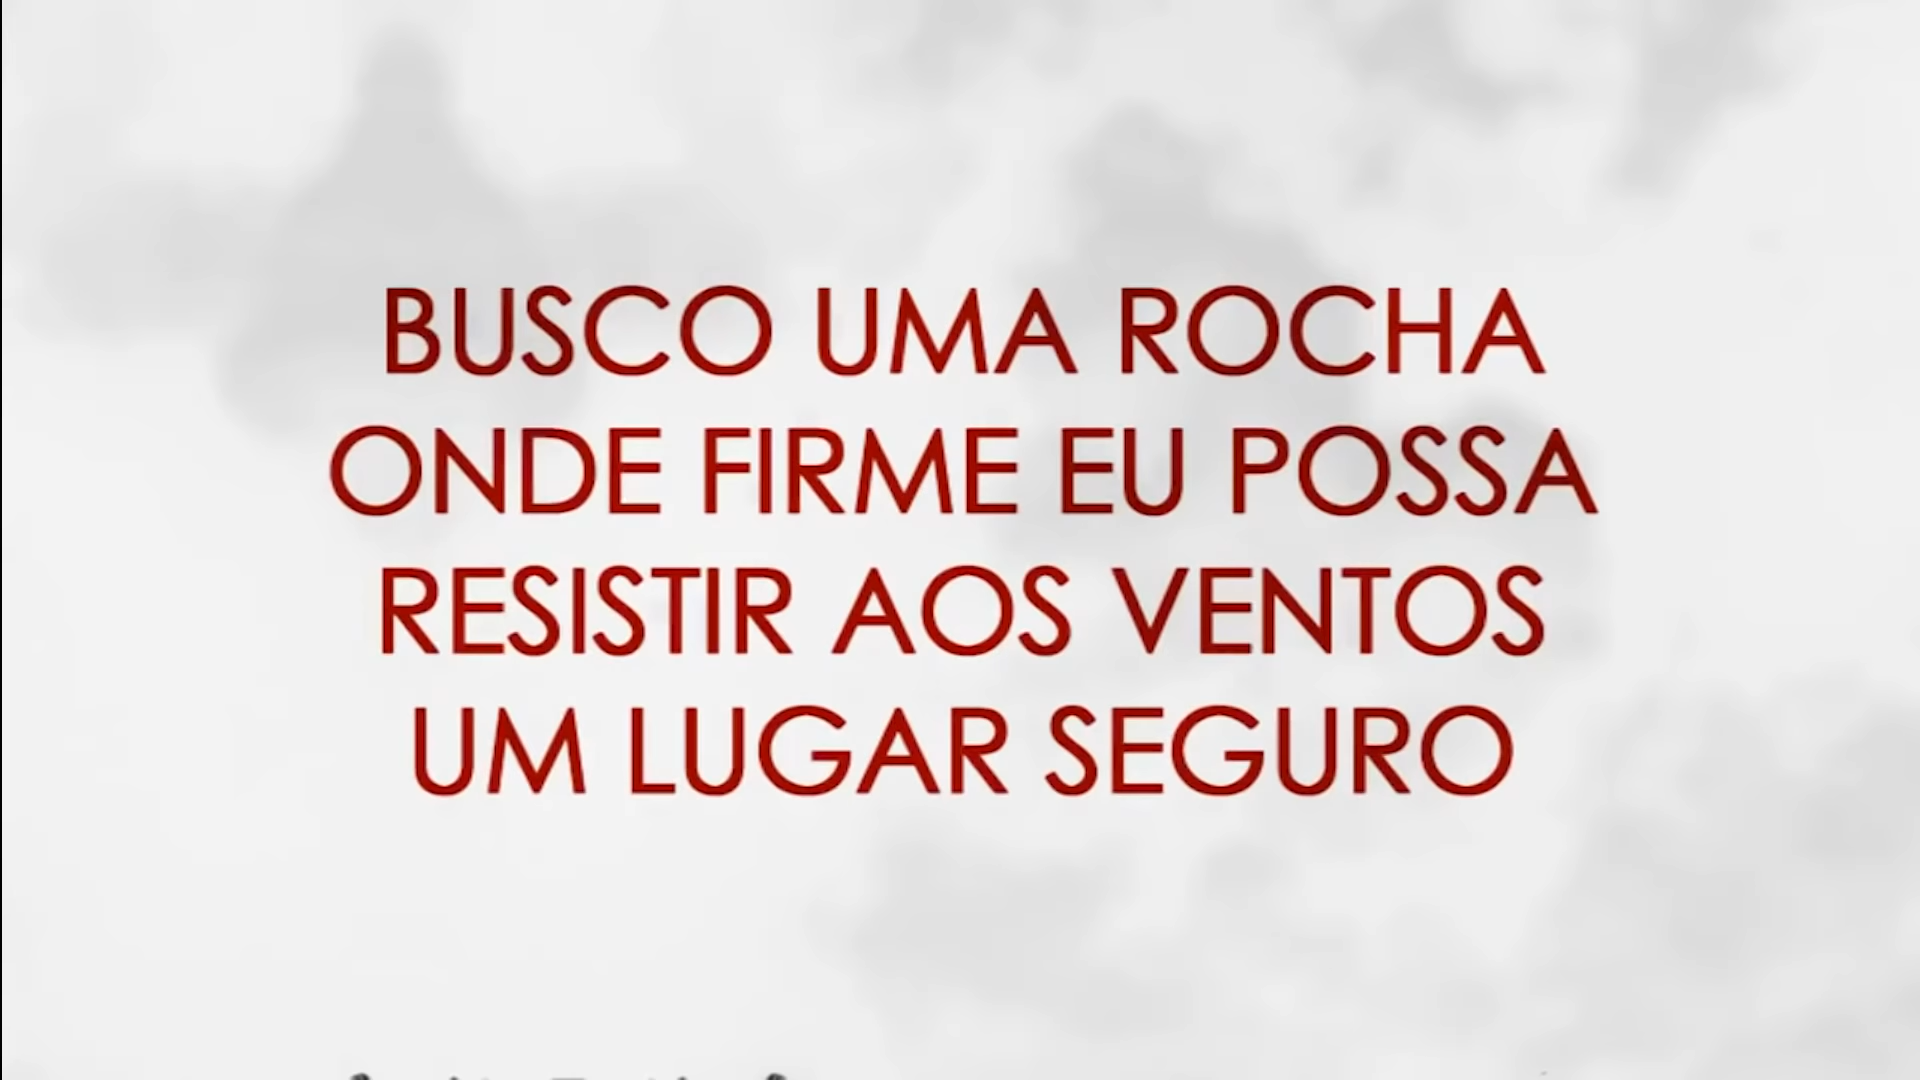 BUSCO UMA ROCHA
ONDE FIRME EU POSSA
RESISTIR AOS VENTOS
UM LUGAR SEGURO